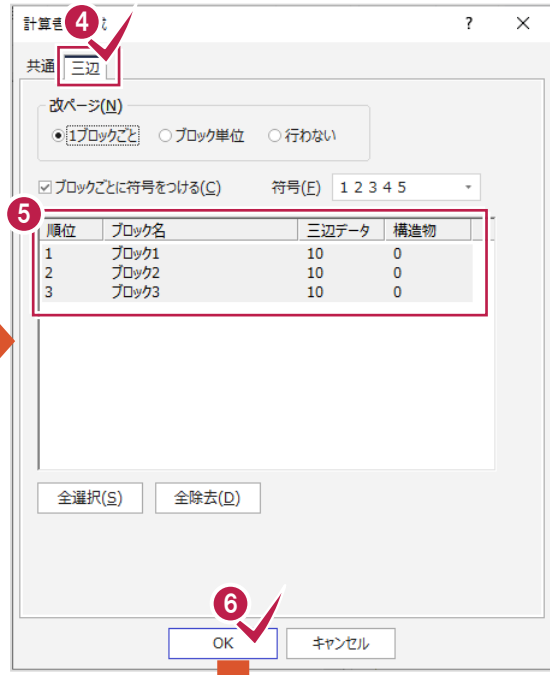 計算書
4
? ×
共通 三辺
改ページ(N)
1ブロックごと ブロック単位 行わない
ブロックごとに符号をつける(C) 符号(F) 1 2 3 4 5
5
順位 ブロック名 三辺データ 構造物
1 ブロック1 10 0
2 ブロック2 10 0
3 ブロック3 10 0
全選択(S) 全除去(D)
6
OK キャンセル